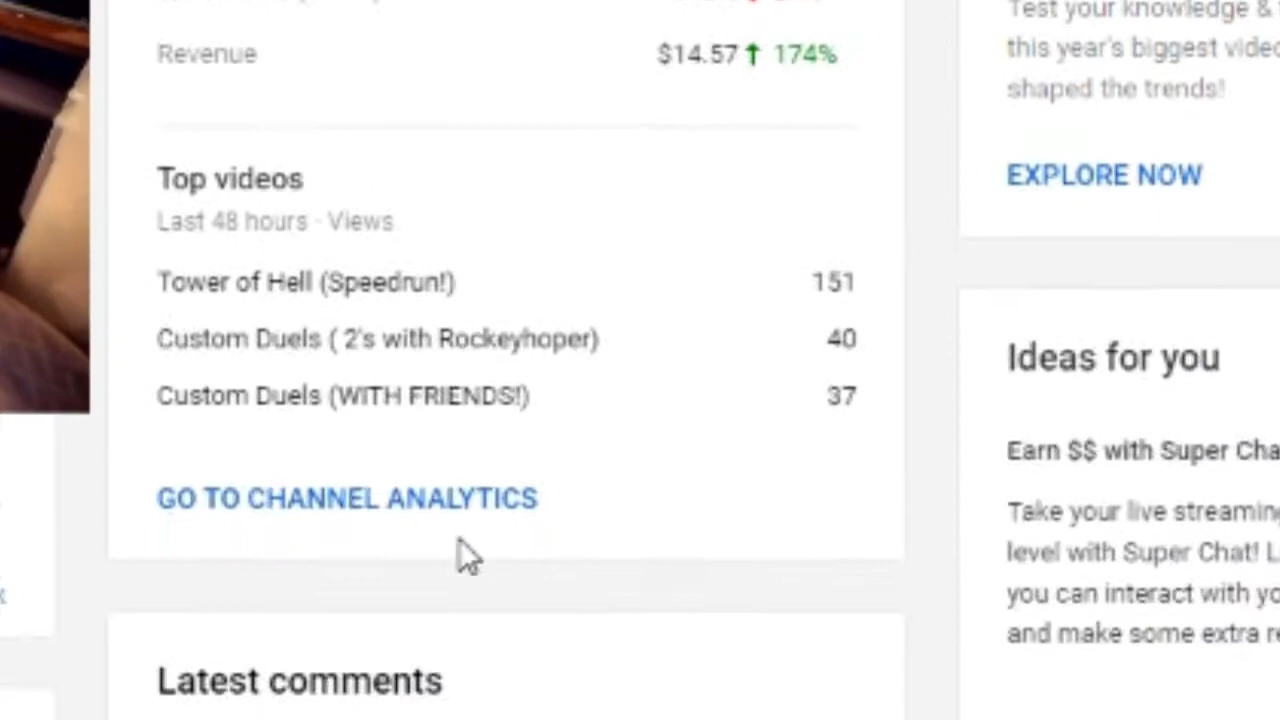 Revenue $14.57 ↑ 174%
Top videos
Last 48 hours · Views
Tower of Hell (Speedrun!) 151
Custom Duels ( 2's with Rockeyhoper) 40
Custom Duels (WITH FRIENDS!) 37
GO TO CHANNEL ANALYTICS
Latest comments
Test your knowledge &
this year's biggest video
shaped the trends!
EXPLORE NOW
Ideas for you
Earn $$ with Super Cha
Take your live streaming
level with Super Chat!
you can interact with yo
and make some extra re